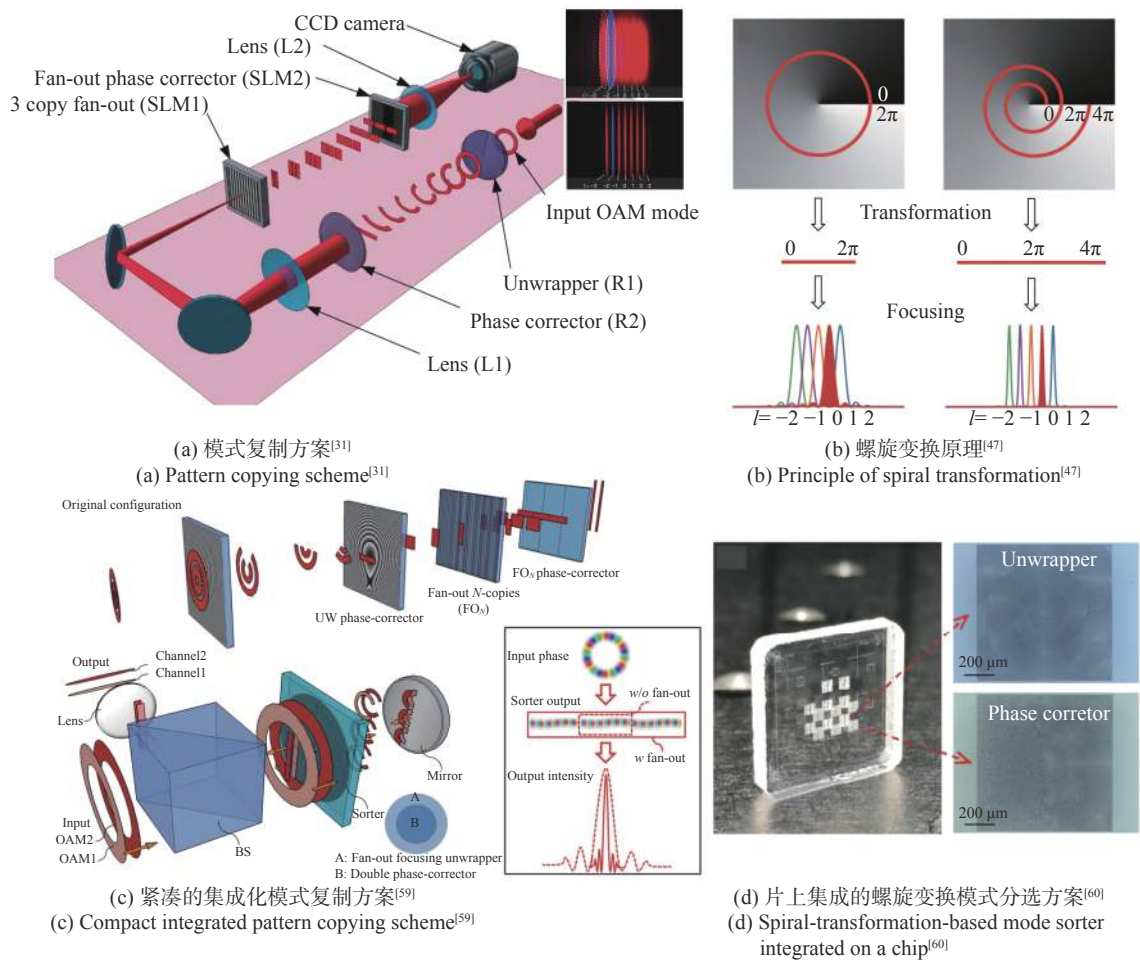 CCD camera
Lens (L2)
Fan-out phase corrector (SLM2)
3 copy fan-out (SLM1)
Input OAM mode
Unwrapper (R1)
Phase corrector (R2)
Lens (L1)
(a) 模式复制方案[31]
(a) Pattern copying scheme[31]
0
2π
0 2π 4π
Transformation
0 2π
0 2π 4π
Focusing
l= −2 −1 0 1 2
l= −2 −1 0 1 2
(b) 螺旋变换原理[47]
(b) Principle of spiral transformation[47]
Original configuration
UW phase-corrector
Fan-out N-copies
(FON)
FON phase-corrector
Output
Channel2
Channel1
Lens
Input
OAM2
OAM1
BS
Sorter
Mirror
A
B
A: Fan-out focusing unwrapper
B: Double phase-corrector
Input phase
Sorter output
w/o fan-out
w fan-out
Output intensity
(c) 紧凑的集成化模式复制方案[59]
(c) Compact integrated pattern copying scheme[59]
Unwrapper
200 μm
Phase corretor
200 μm
(d) 片上集成的螺旋变换模式分选方案[60]
(d) Spiral-transformation-based mode sorter
integrated on a chip[60]